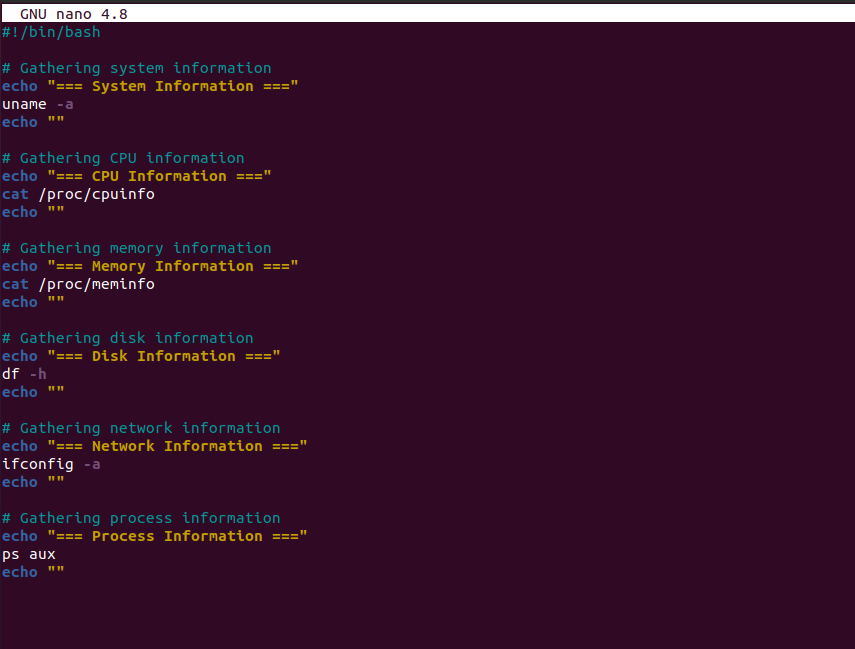 GNU nano 4.8
#!/bin/bash
# Gathering system information
echo "=== System Information ==="
uname -a
echo ""
# Gathering CPU information
echo "=== CPU Information ==="
cat /proc/cpuinfo
echo ""
# Gathering memory information
echo "=== Memory Information ==="
cat /proc/meminfo
echo ""
# Gathering disk information
echo "=== Disk Information ==="
df -h
echo ""
# Gathering network information
echo "=== Network Information ==="
ifconfig -a
echo ""
# Gathering process information
echo "=== Process Information ==="
ps aux
echo ""